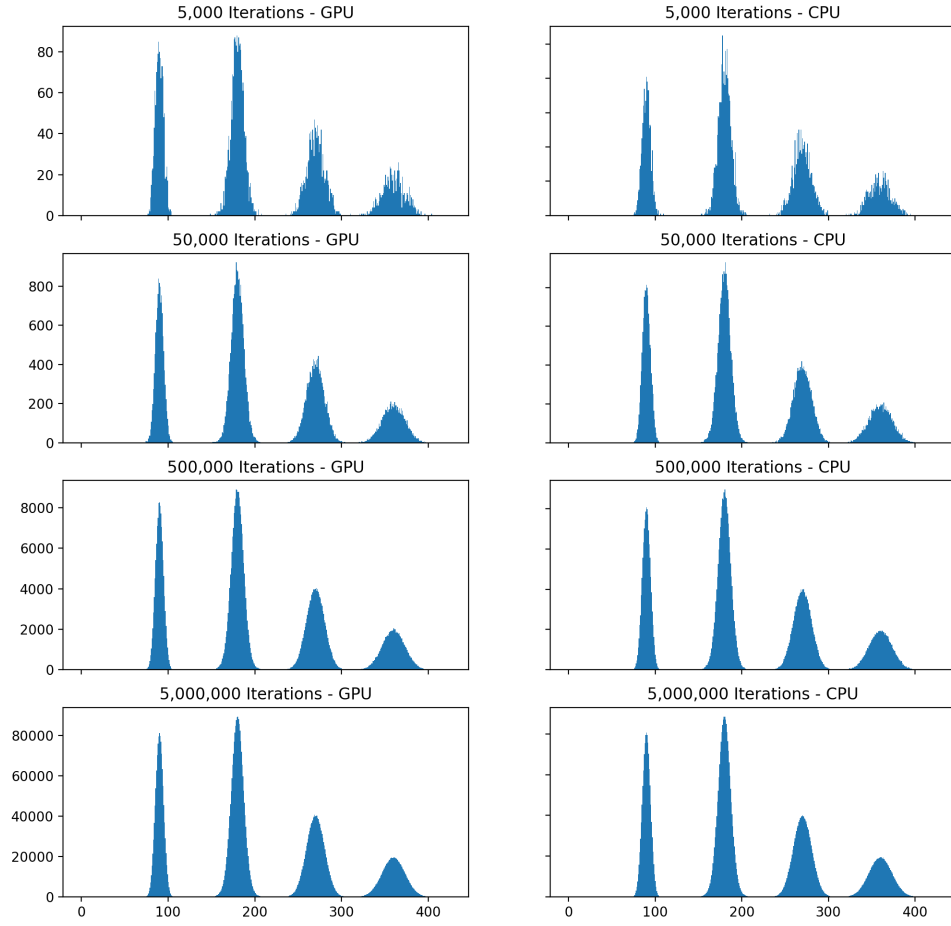 5,000 Iterations - GPU
80
60
40
20
0
5,000 Iterations - CPU
50,000 Iterations - GPU
800
600
400
200
0
50,000 Iterations - CPU
500,000 Iterations - GPU
8000
6000
4000
2000
0
500,000 Iterations - CPU
5,000,000 Iterations - GPU
80000
60000
40000
20000
0
0 100 200 300 400
5,000,000 Iterations - CPU
0 100 200 300 400